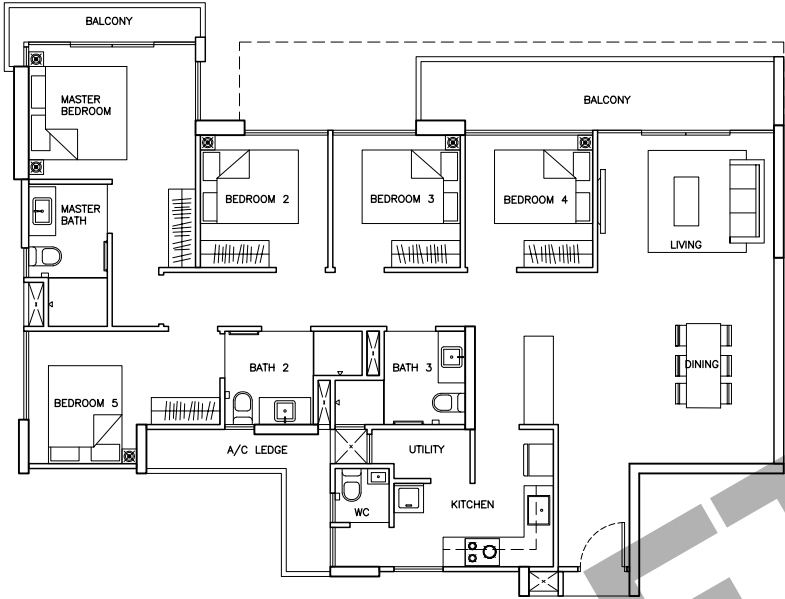 BALCONY
MASTER
BEDROOM
BALCONY
BEDROOM 2
BEDROOM 3
BEDROOM 4
MASTER
BATH
LIVING
BATH 2
BATH 3
DINING
BEDROOM 5
A/C LEDGE
UTILITY
KITCHEN
WC